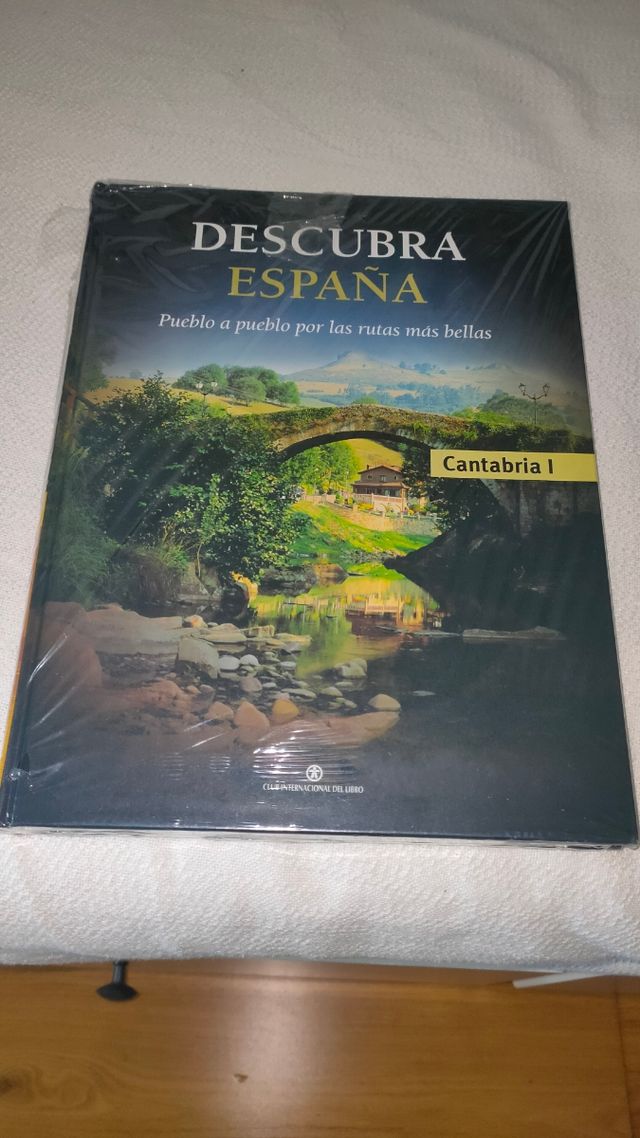 DESCUBRA
ESPAÑA
Pueblo a pueblo por las rutas más bellas
Cantabria I
CLUB INTERNACIONAL DEL LIBRO